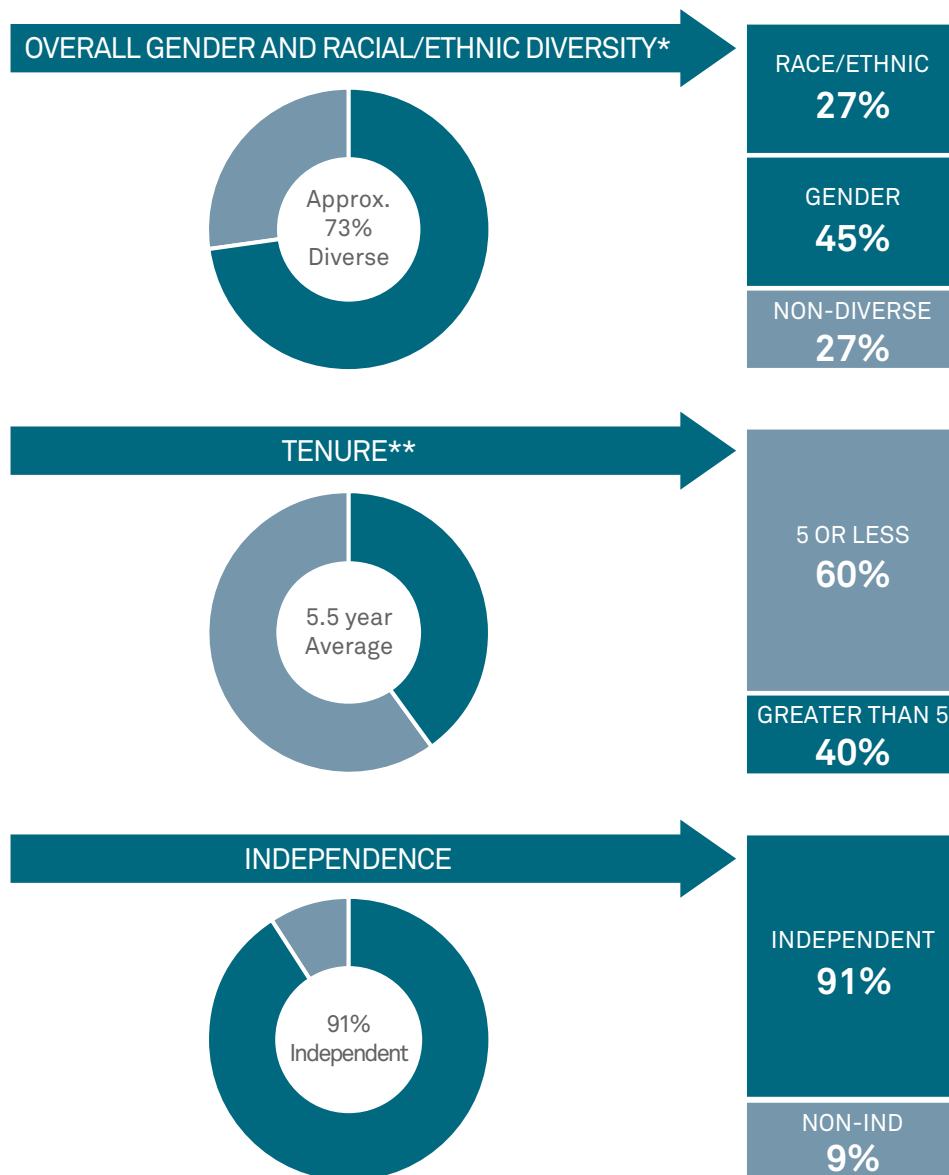 OVERALL GENDER AND RACIAL/ETHNIC DIVERSITY*
Approx.
73%
Diverse
RACE/ETHNIC
27%
GENDER
45%
NON-DIVERSE
27%
TENURE**
5.5 year
Average
5 OR LESS
60%
GREATER THAN 5
40%
INDEPENDENCE
91%
Independent
INDEPENDENT
91%
NON-IND
9%